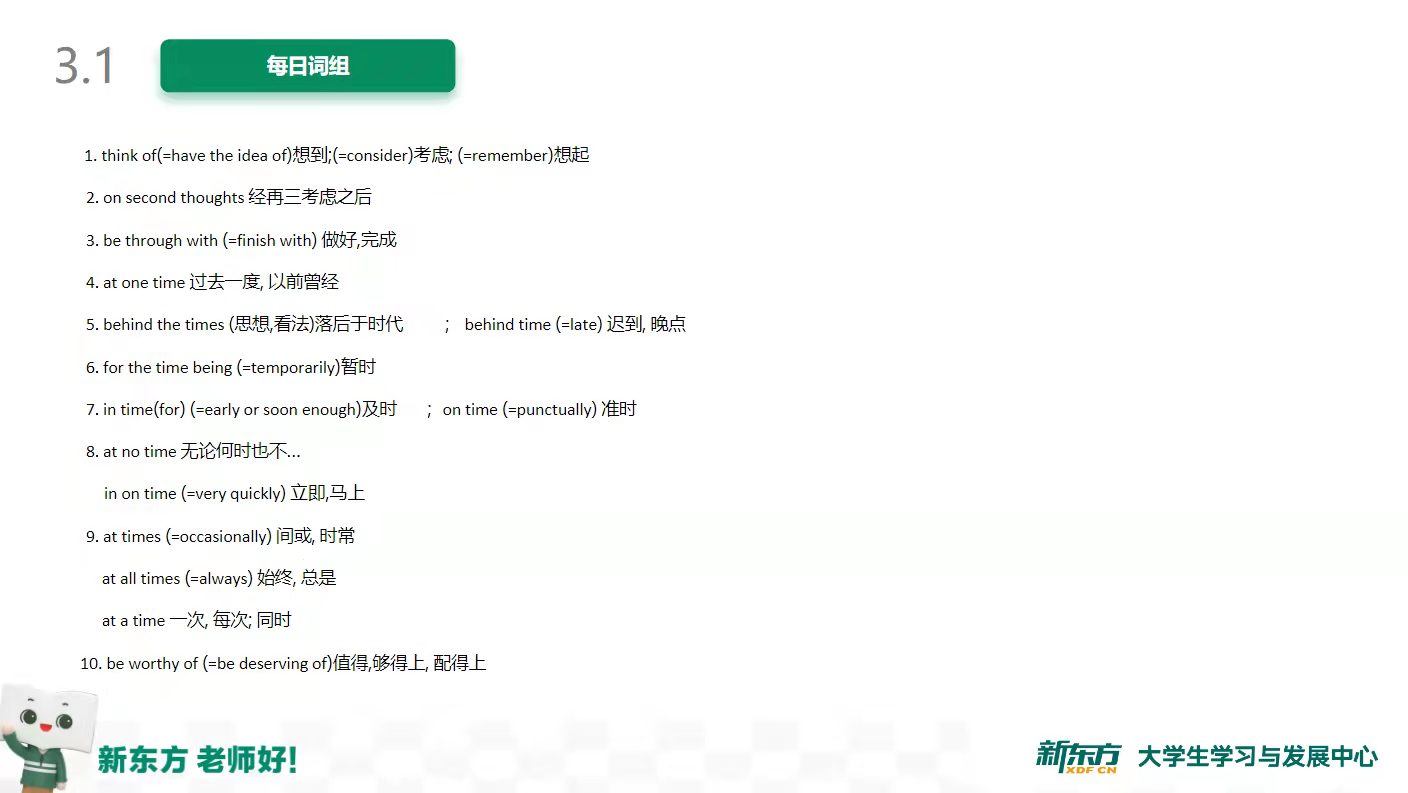 3.1 每日词组
1. think of(=have the idea of)想到;(=consider)考虑; (=remember)想起
2. on second thoughts 经再三考虑之后
3. be through with (=finish with) 做好,完成
4. at one time 过去一度, 以前曾经
5. behind the times (思想,看法)落后于时代 ; behind time (=late) 迟到, 晚点
6. for the time being (=temporarily)暂时
7. in time(for) (=early or soon enough)及时 ; on time (=punctually) 准时
8. at no time 无论何时也不…
in on time (=very quickly) 立即,马上
9. at times (=occasionally) 间或, 时常
at all times (=always) 始终, 总是
at a time 一次, 每次; 同时
10. be worthy of (=be deserving of)值得,够得上, 配得上
新东方 老师好!
新东方 XDF.CN 大学生学习与发展中心